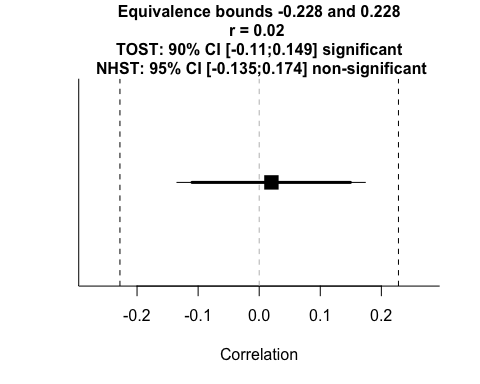 Equivalence bounds -0.228 and 0.228
r = 0.02
TOST: 90% CI [-0.11;0.149] significant
NHST: 95% CI [-0.135;0.174] non-significant
-0.2 -0.1 0.0 0.1 0.2
Correlation